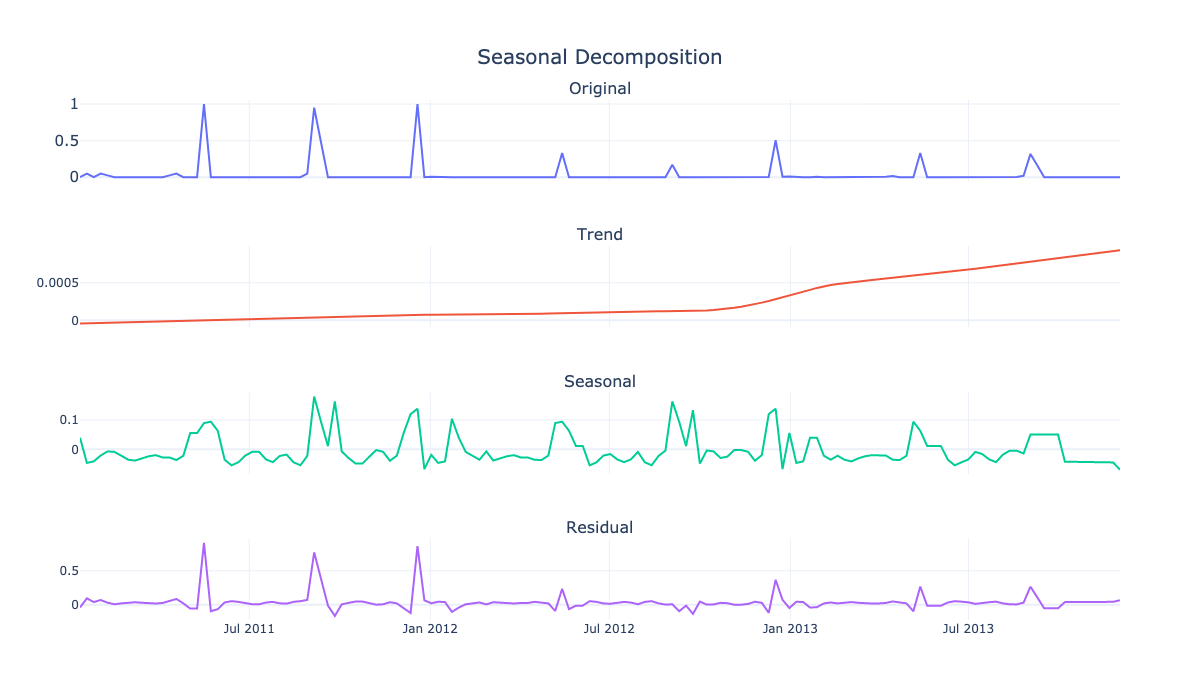 Seasonal Decomposition
Original
1
0.5
0
Trend
0.0005
0
Seasonal
0.1
0
Residual
0.5
0
Jul 2011 Jan 2012 Jul 2012 Jan 2013 Jul 2013